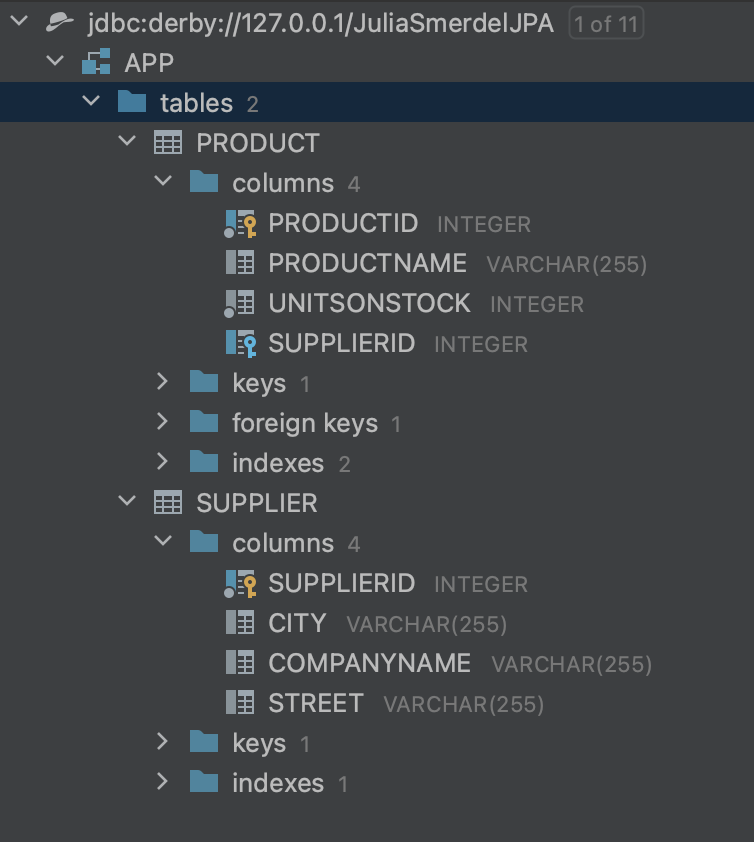 jdbc:derby://127.0.0.1/JuliaSmerdelJPA 1 of 11
APP
tables 2
PRODUCT
columns 4
PRODUCTID INTEGER
PRODUCTNAME VARCHAR(255)
UNITSONSTOCK INTEGER
SUPPLIERID INTEGER
keys 1
foreign keys 1
indexes 2
SUPPLIER
columns 4
SUPPLIERID INTEGER
CITY VARCHAR(255)
COMPANYNAME VARCHAR(255)
STREET VARCHAR(255)
keys 1
indexes 1